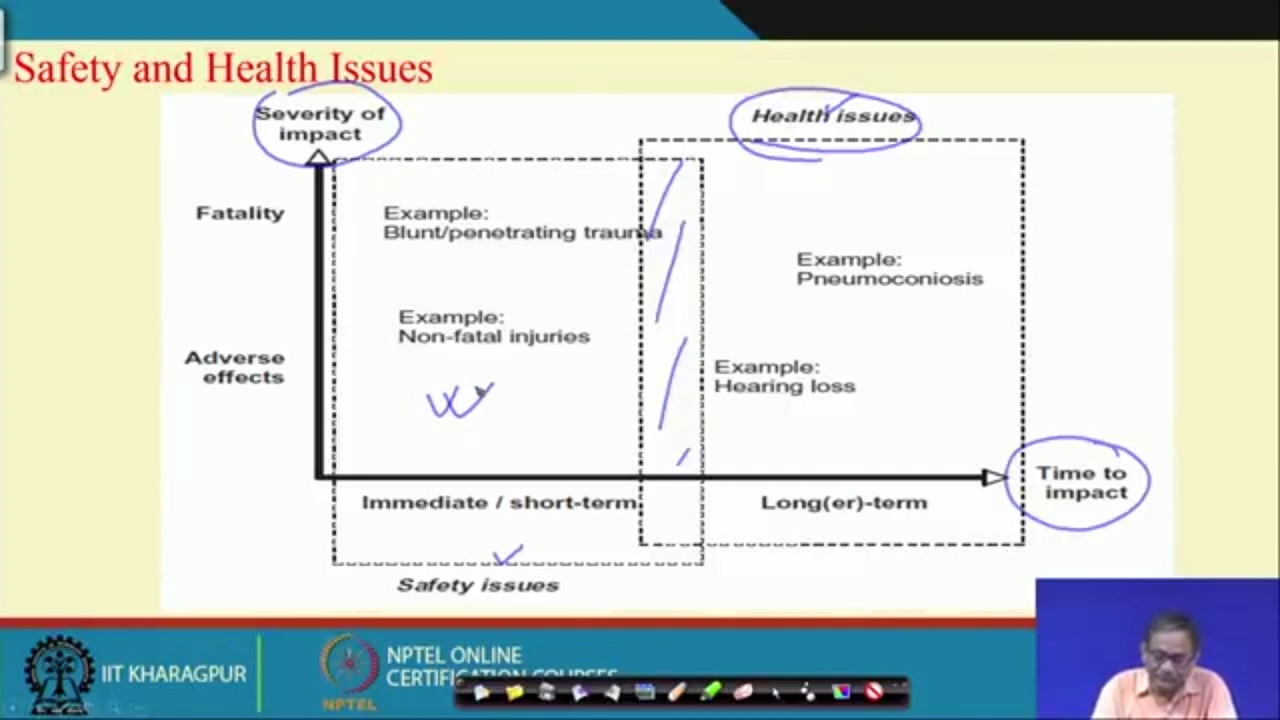 Safety and Health Issues
Severity of
impact
Health issues
Fatality
Example:
Blunt/penetrating trauma
Example:
Pneumoconiosis
Example:
Non-fatal injuries
Adverse
effects
Example:
Hearing loss
Time to
impact
Immediate / short-term
Long(er)-term
Safety issues
IIT KHARAGPUR
NPTEL
NPTEL ONLINE
CERTIFICATION COURSES